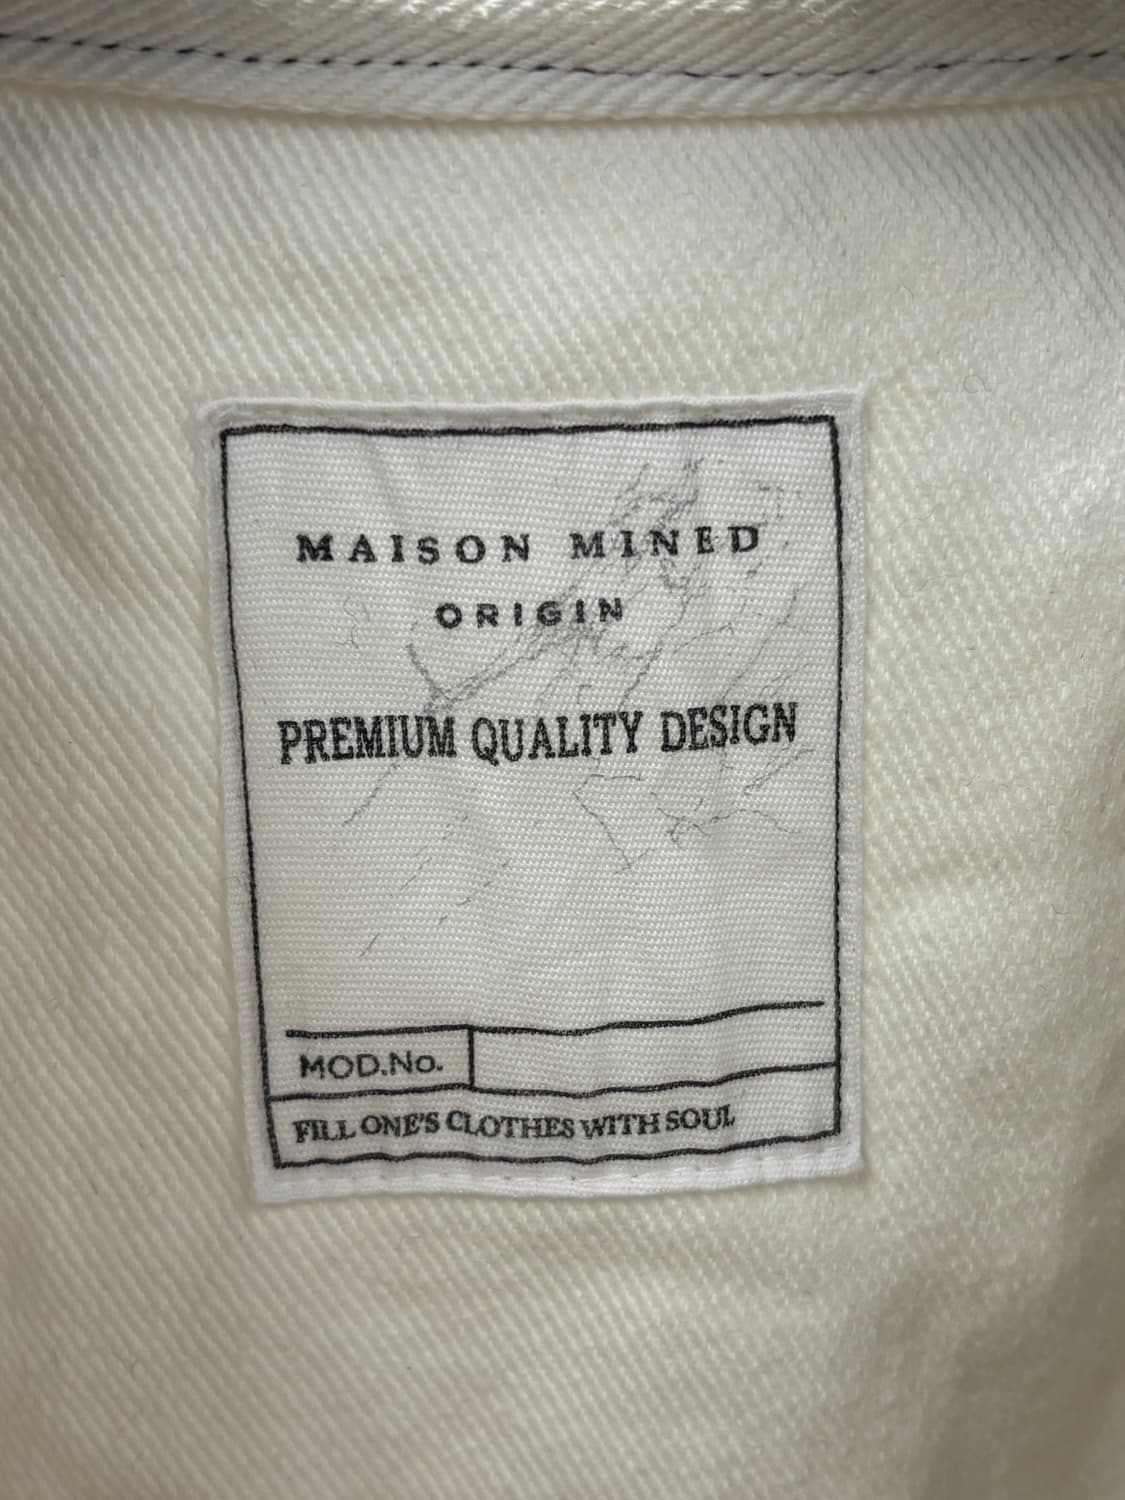 MAISON MINED
ORIGIN
PREMIUM QUALITY DESIGN
MOD.No.
FILL ONE'S CLOTHES WITH SOUL